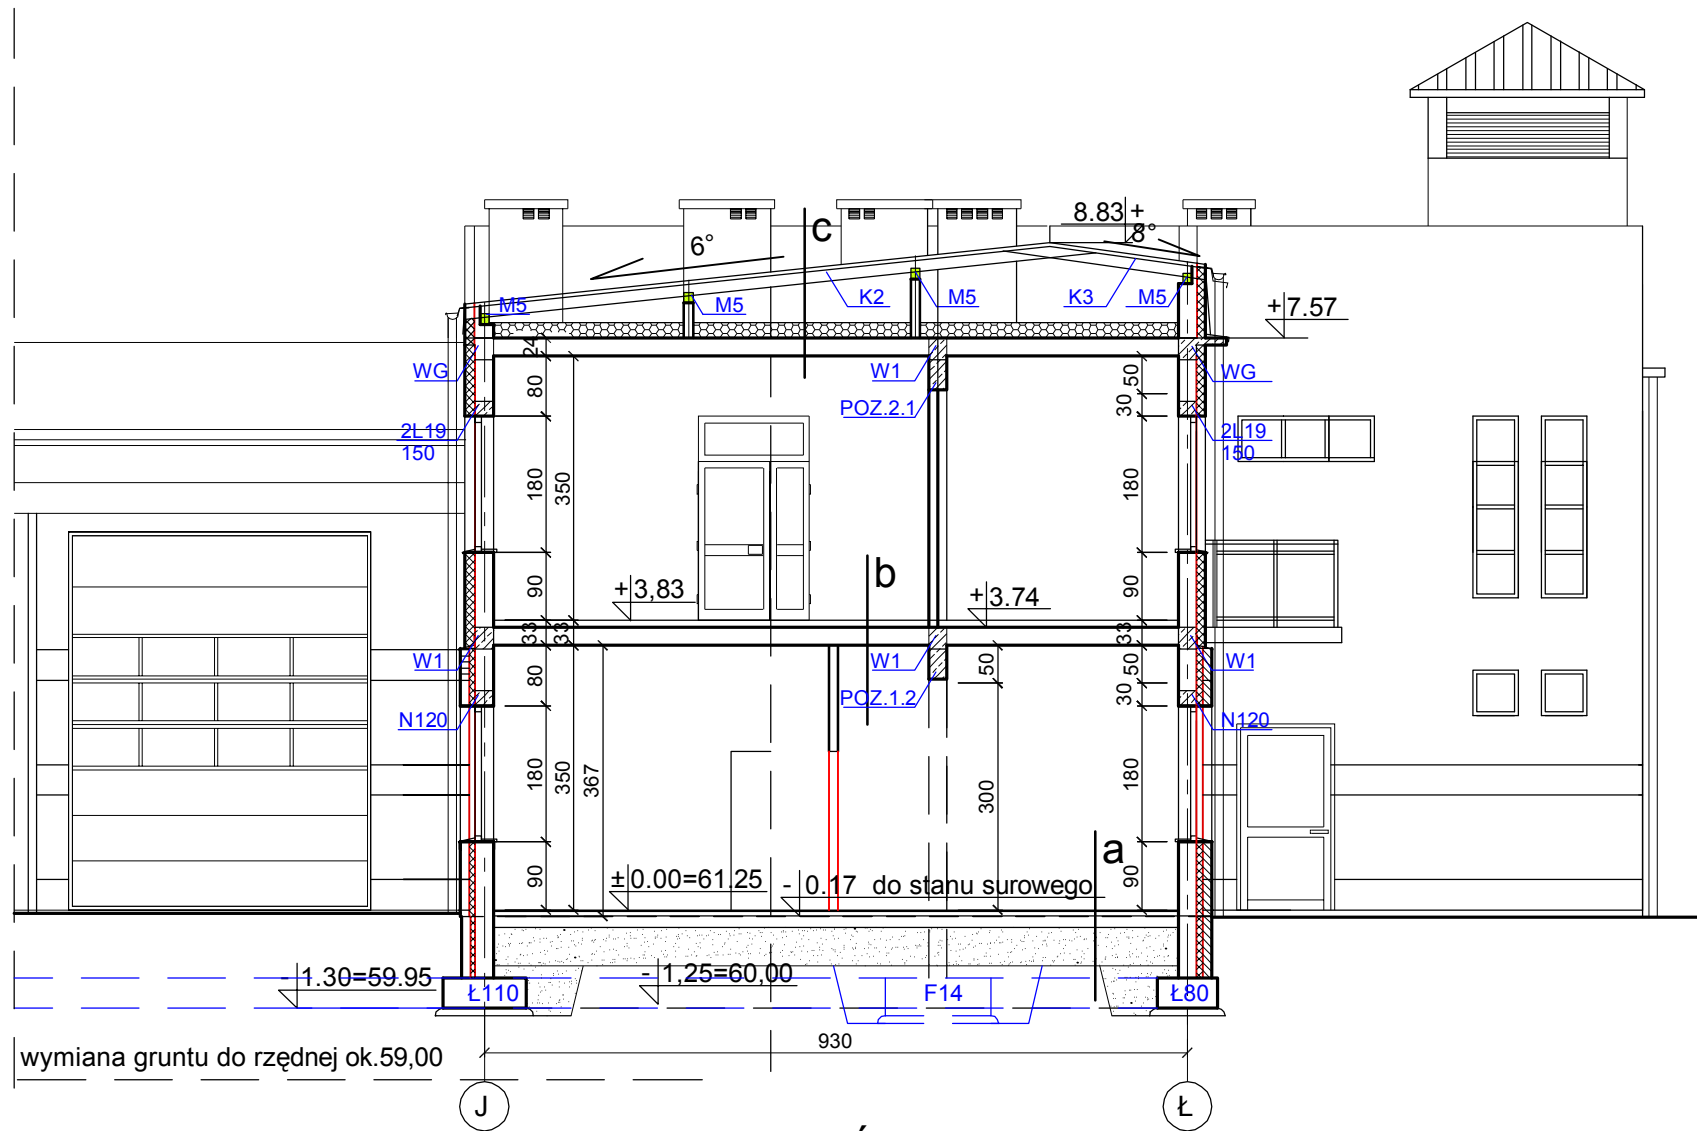 8.83 +
8°
6°
c
M5
M5
K2
M5
K3
M5
+7.57
24
WG
80
W1
50
WG
POZ.2.1
30
2L19
150
2L19
150
180
350
180
b
90
+3,83
+3.74
90
33
33
33
W1
80
W1
50
50
W1
POZ.1.2
30
N120
N120
180
350
367
300
180
a
90
±0.00=61.25
- 0.17 do stanu surowego
90
- 1.30=59.95
- 1,25=60,00
Ł110
F14
Ł80
930
wymiana gruntu do rzędnej ok.59,00
J
Ł